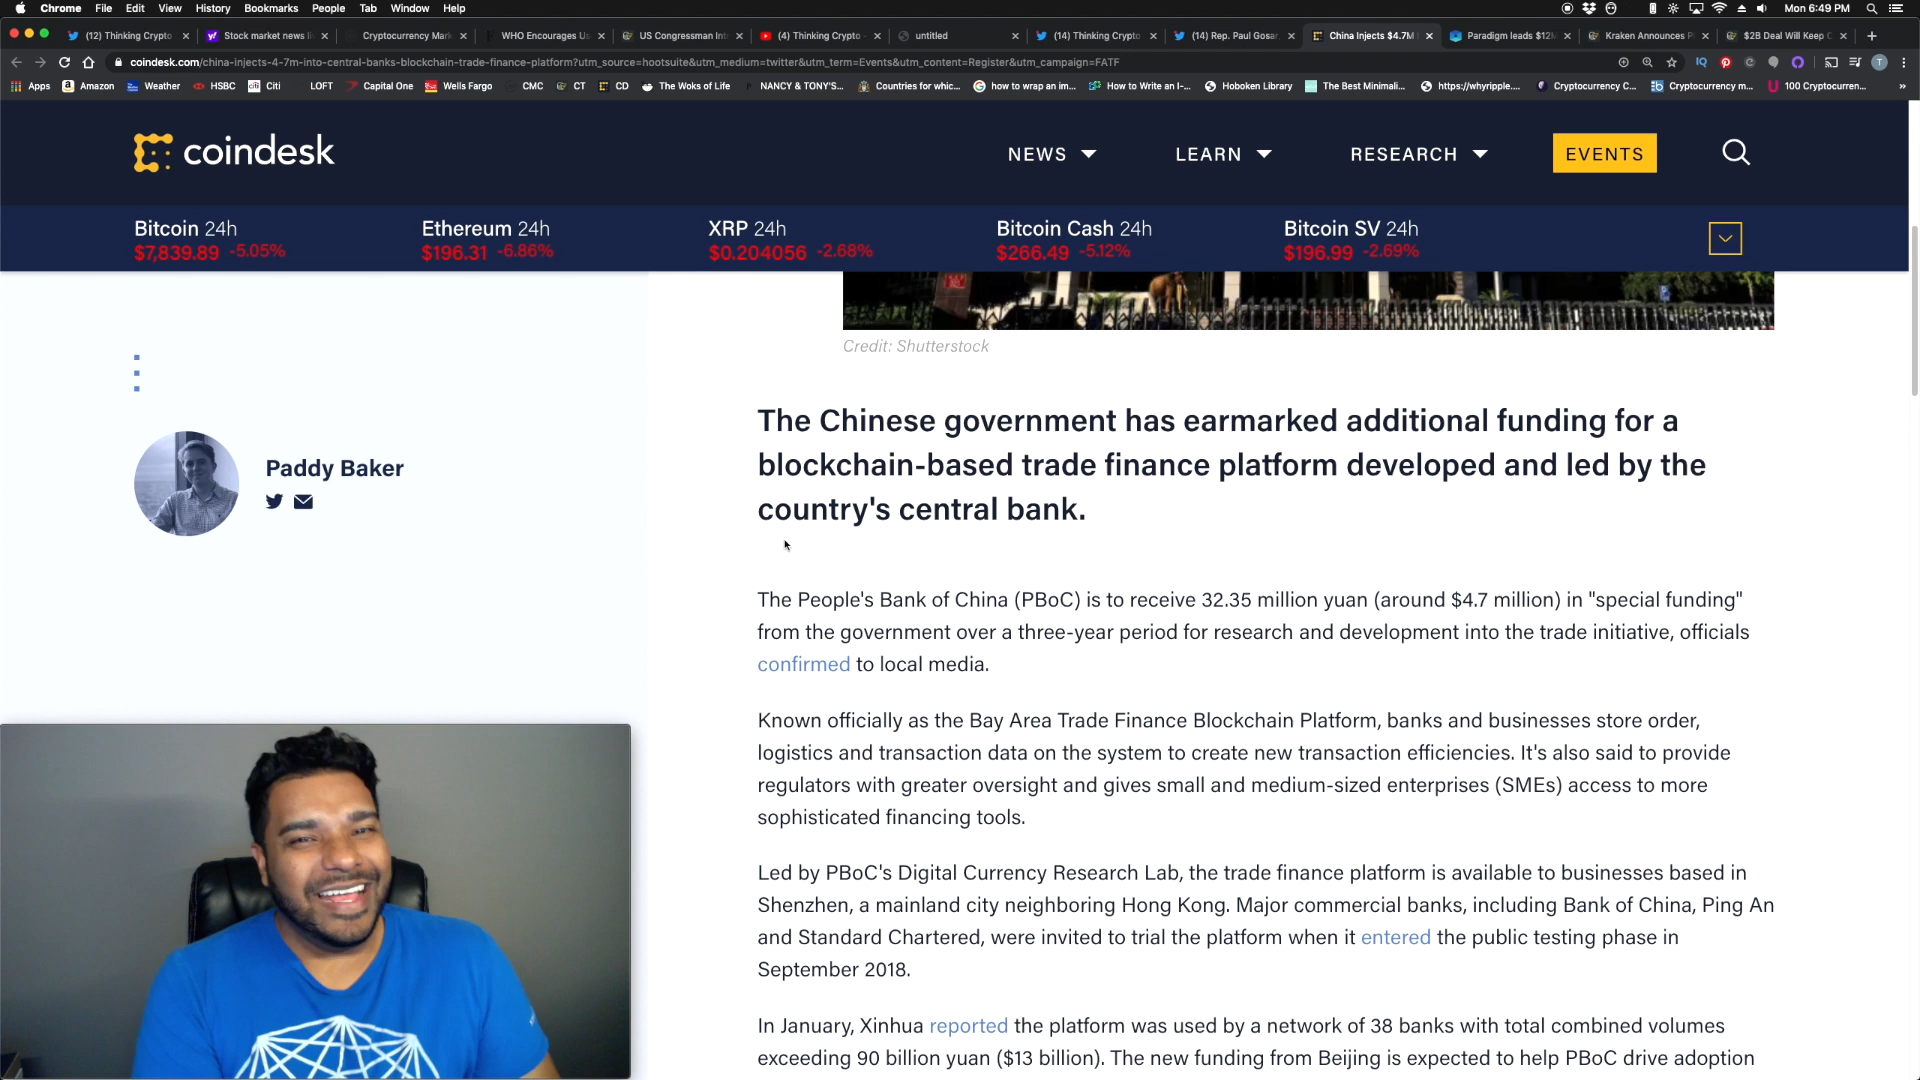 Chrome File Edit View History Bookmarks People Tab Window Help Mon 6:49 PM
(12) Thinking Crypto Stock market news li Cryptocurrency Mark WHO Encourages Us US Congressman Int (4) Thinking Crypto - untitled (14) Thinking Crypto (14) Rep. Paul Gosar China Injects $4.7M Paradigm leads $12M Kraken Announces P $2B Deal Will Keep C
coindesk.com/china-injects-4-7m-into-central-banks-blockchain-trade-finance-platform?utm_source=hootsuite&utm_medium=twitter&utm_term=Events&utm_content=Register&utm_campaign=FATF
Apps Amazon Weather HSBC Citi LOFT Capital One Wells Fargo CMC CT CD The Woks of Life NANCY & TONY'S... Countries for whic... how to wrap an im... How to Write an I-... Hoboken Library The Best Minimali... https://whyripple.... Cryptocurrency C... Cryptocurrency m... 100 Cryptocurren... »
coindesk NEWS LEARN RESEARCH EVENTS
Bitcoin 24h Ethereum 24h XRP 24h Bitcoin Cash 24h Bitcoin SV 24h
$7,839.89 -5.05% $196.31 -6.86% $0.204056 -2.68% $266.49 -5.12% $196.99 -2.69%
Credit: Shutterstock
The Chinese government has earmarked additional funding for a
blockchain-based trade finance platform developed and led by the
country's central bank.
Paddy Baker
The People's Bank of China (PBoC) is to receive 32.35 million yuan (around $4.7 million) in "special funding"
from the government over a three-year period for research and development into the trade initiative, officials
confirmed to local media.
Known officially as the Bay Area Trade Finance Blockchain Platform, banks and businesses store order,
logistics and transaction data on the system to create new transaction efficiencies. It's also said to provide
regulators with greater oversight and gives small and medium-sized enterprises (SMEs) access to more
sophisticated financing tools.
Led by PBoC's Digital Currency Research Lab, the trade finance platform is available to businesses based in
Shenzhen, a mainland city neighboring Hong Kong. Major commercial banks, including Bank of China, Ping An
and Standard Chartered, were invited to trial the platform when it entered the public testing phase in
September 2018.
In January, Xinhua reported the platform was used by a network of 38 banks with total combined volumes
exceeding 90 billion yuan ($13 billion). The new funding from Beijing is expected to help PBoC drive adoption